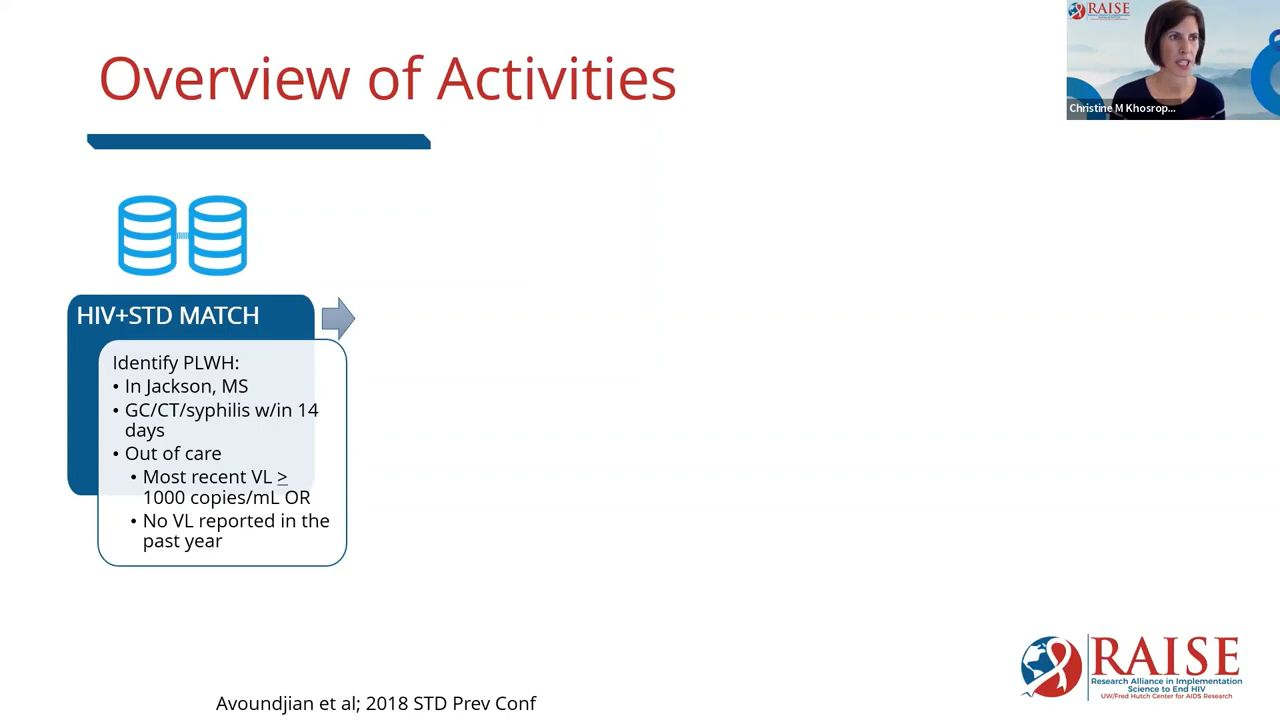 Overview of Activities
RAISE
Christine M Khosrop...
HIV+STD MATCH
Identify PLWH:
• In Jackson, MS
• GC/CT/syphilis w/in 14
days
• Out of care
• Most recent VL >
1000 copies/mL OR
• No VL reported in the
past year
Avoundjian et al; 2018 STD Prev Conf
RAISE
Research Alliance in Implementation
Science to End HIV
UW/Fred Hutch Center for AIDS Research